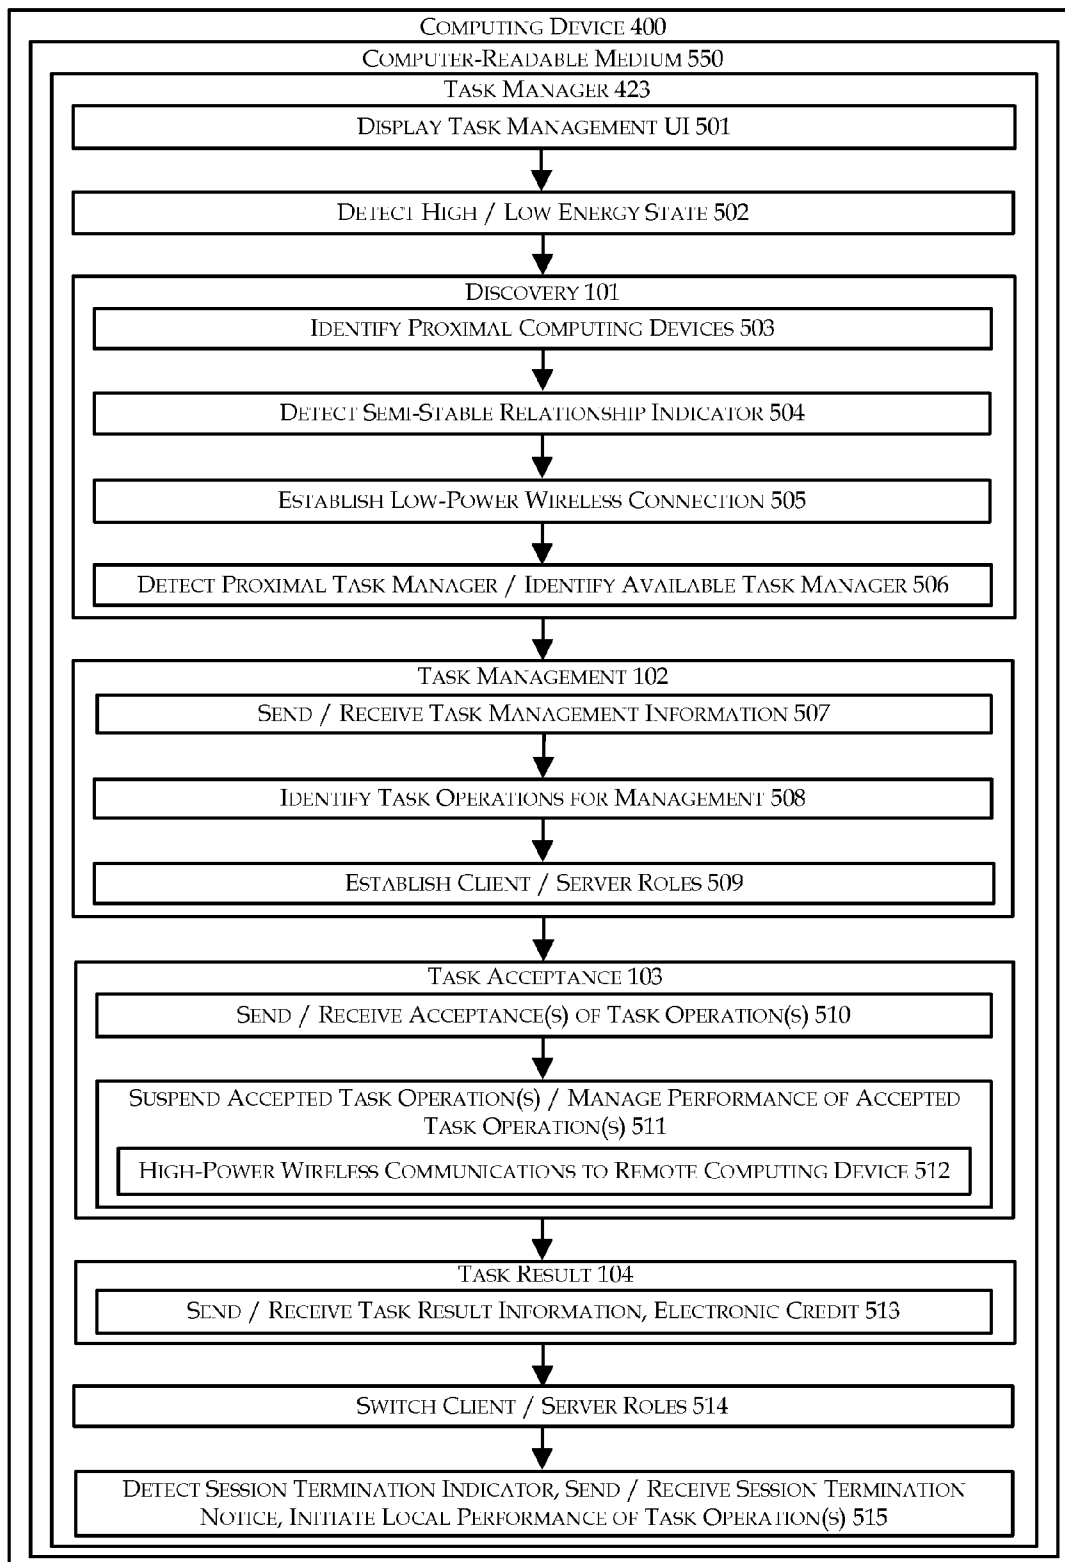 COMPUTING DEVICE 400
COMPUTER-READABLE MEDIUM 550
TASK MANAGER 423
DISPLAY TASK MANAGEMENT UI 501
DETECT HIGH / LOW ENERGY STATE 502
DISCOVERY 101
IDENTIFY PROXIMAL COMPUTING DEVICES 503
DETECT SEMI-STABLE RELATIONSHIP INDICATOR 504
ESTABLISH LOW-POWER WIRELESS CONNECTION 505
DETECT PROXIMAL TASK MANAGER / IDENTIFY AVAILABLE TASK MANAGER 506
TASK MANAGEMENT 102
SEND / RECEIVE TASK MANAGEMENT INFORMATION 507
IDENTIFY TASK OPERATIONS FOR MANAGEMENT 508
ESTABLISH CLIENT / SERVER ROLES 509
TASK ACCEPTANCE 103
SEND / RECEIVE ACCEPTANCE(S) OF TASK OPERATION(S) 510
SUSPEND ACCEPTED TASK OPERATION(S) / MANAGE PERFORMANCE OF ACCEPTED
TASK OPERATION(S) 511
HIGH-POWER WIRELESS COMMUNICATIONS TO REMOTE COMPUTING DEVICE 512
TASK RESULT 104
SEND / RECEIVE TASK RESULT INFORMATION, ELECTRONIC CREDIT 513
SWITCH CLIENT / SERVER ROLES 514
DETECT SESSION TERMINATION INDICATOR, SEND / RECEIVE SESSION TERMINATION
NOTICE, INITIATE LOCAL PERFORMANCE OF TASK OPERATION(S) 515